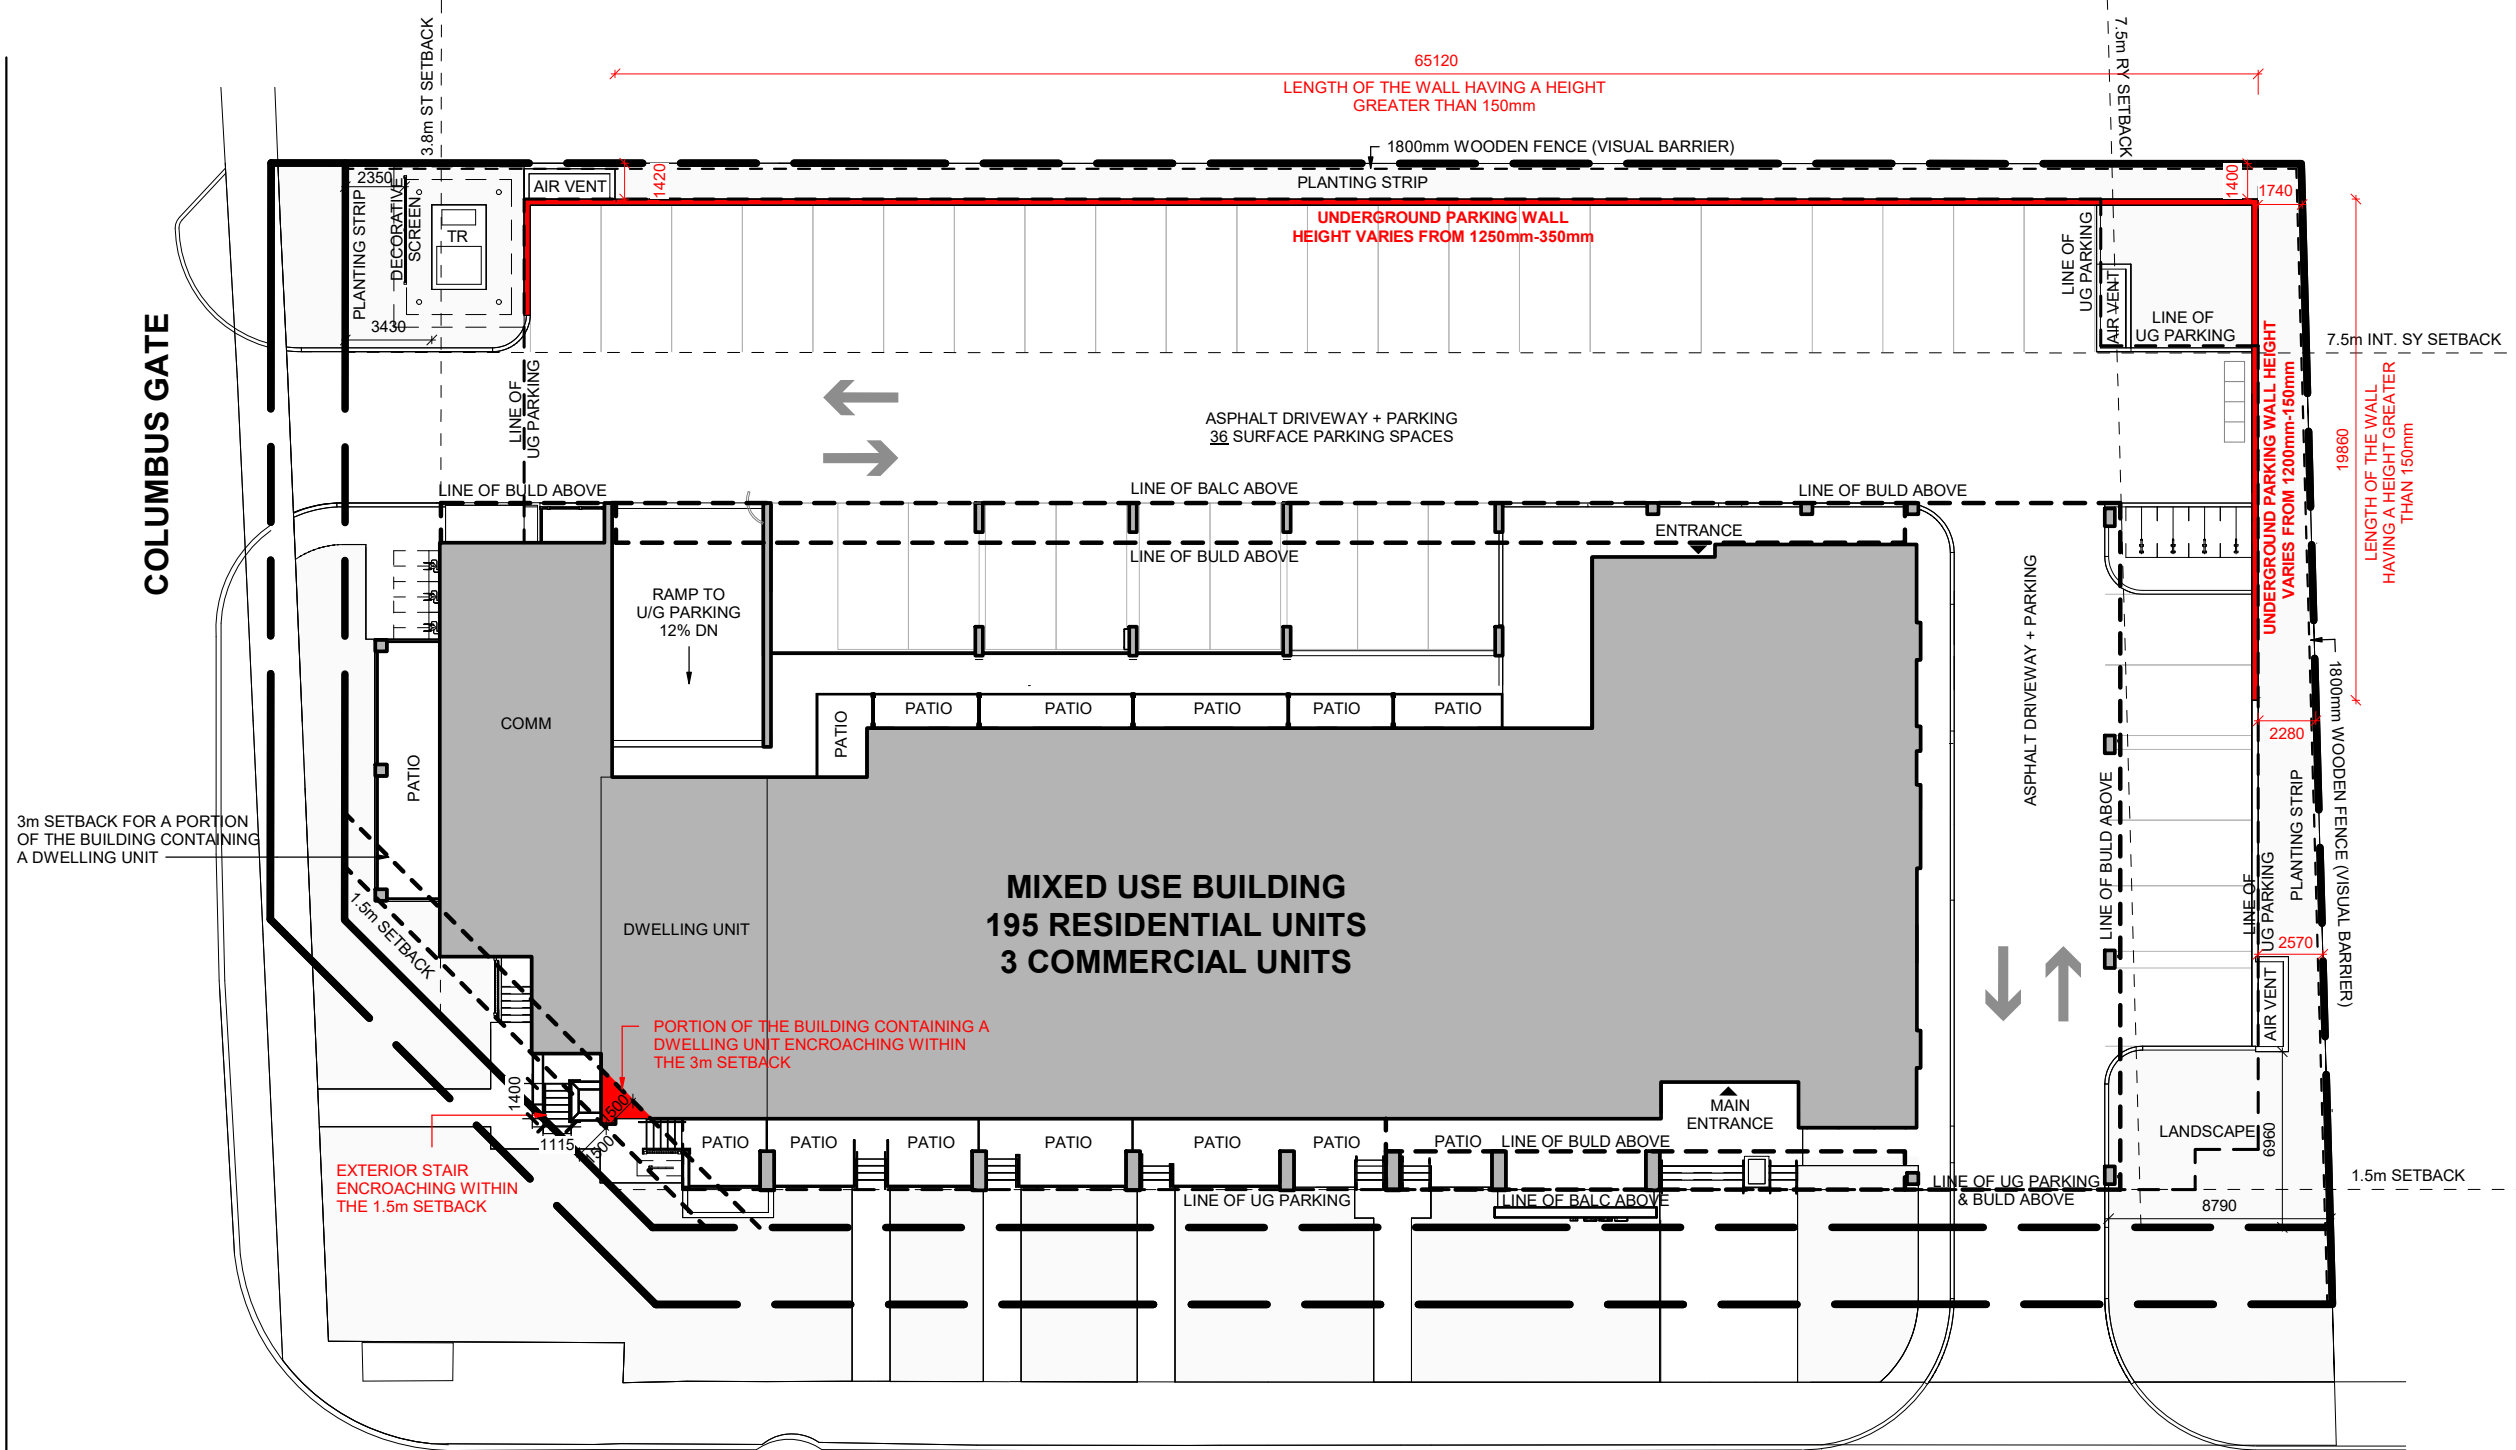 3.8m ST SETBACK
65120
LENGTH OF THE WALL HAVING A HEIGHT
GREATER THAN 150mm
7.5m RY SETBACK
1800mm WOODEN FENCE (VISUAL BARRIER)
2350
PLANTING STRIP
DECORATIVE
SCREEN
TR
3430
AIR VENT
1420
PLANTING STRIP
1400
1740
UNDERGROUND PARKING WALL
HEIGHT VARIES FROM 1250mm-350mm
LINE OF
UG PARKING
AIR VENT
LINE OF
UG PARKING
7.5m INT. SY SETBACK
UNDERGROUND PARKING WALL HEIGHT
VARIES FROM 1200mm-150mm
19860
LENGTH OF THE WALL
HAVING A HEIGHT GREATER
THAN 150mm
COLUMBUS GATE
LINE OF
UG PARKING
ASPHALT DRIVEWAY + PARKING
36 SURFACE PARKING SPACES
LINE OF BULD ABOVE
LINE OF BALC ABOVE
LINE OF BULD ABOVE
ENTRANCE
LINE OF BULD ABOVE
RAMP TO
U/G PARKING
12% DN
ASPHALT DRIVEWAY + PARKING
1800mm WOODEN FENCE (VISUAL BARRIER)
COMM
PATIO
PATIO
PATIO
PATIO
PATIO
PATIO
PATIO
2280
PLANTING STRIP
LINE OF BULD ABOVE
LINE OF
UG PARKING
2570
AIR VENT
3m SETBACK FOR A PORTION
OF THE BUILDING CONTAINING
A DWELLING UNIT
1.5m SETBACK
DWELLING UNIT
MIXED USE BUILDING
195 RESIDENTIAL UNITS
3 COMMERCIAL UNITS
PORTION OF THE BUILDING CONTAINING A
DWELLING UNIT ENCROACHING WITHIN
THE 3m SETBACK
1400
1500
1115
1500
EXTERIOR STAIR
ENCROACHING WITHIN
THE 1.5m SETBACK
PATIO
PATIO
PATIO
PATIO
PATIO
PATIO
PATIO
LINE OF BULD ABOVE
MAIN
ENTRANCE
LINE OF UG PARKING
LINE OF BALC ABOVE
LINE OF UG PARKING
& BULD ABOVE
LANDSCAPE
6960
8790
1.5m SETBACK